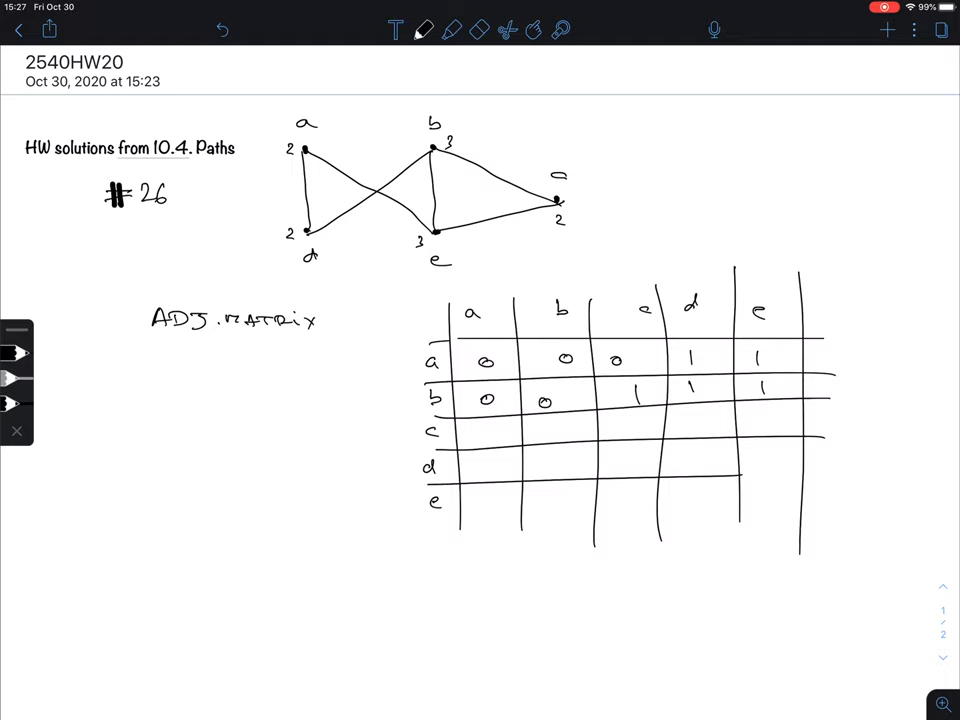 15:27 Fri Oct 30 99%
2540HW20
Oct 30, 2020 at 15:23
HW solutions from 10.4. Paths
# 26
a b
2 3
c
2
2 3
d e
ADJ. MATRIX
a b c d e
a 0 0 0 1 1
b 0 0 1 1 1
c
d
e
1
/
2